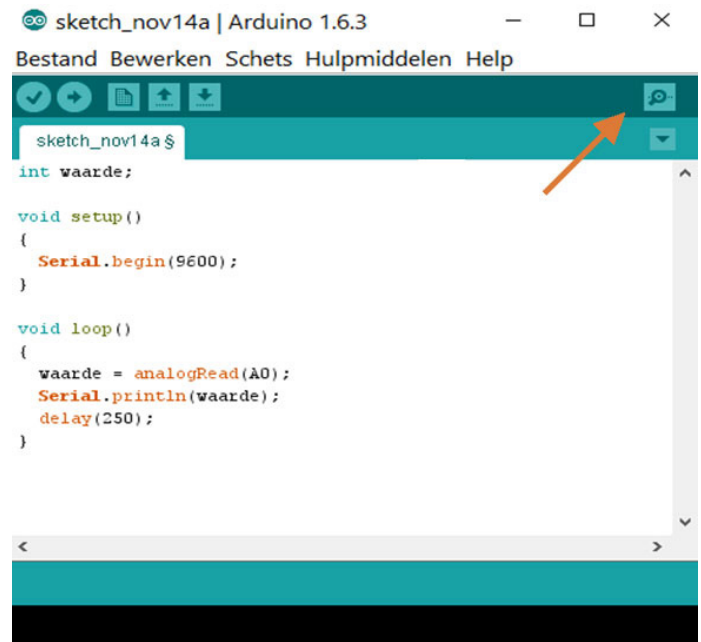 sketch_nov14a | Arduino 1.6.3
Bestand Bewerken Schets Hulpmiddelen Help
sketch_nov14a §
int waarde;
void setup()
{
Serial.begin(9600);
}
void loop()
{
waarde = analogRead(A0);
Serial.println(waarde);
delay(250);
}